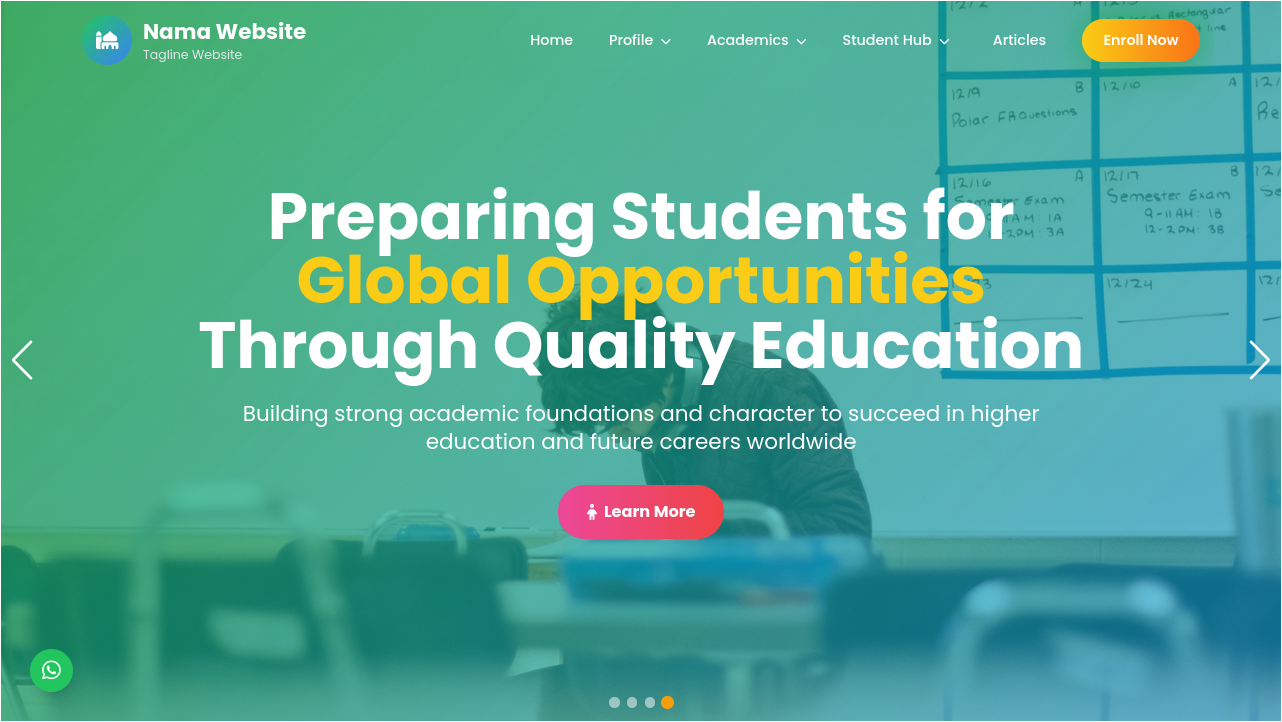 Nama Website
Tagline Website
Home
Profile
Academics
Student Hub
Articles
Enroll Now
12/9 B
Polar FRQuestions
12/10 A
12/16 A
Semester Exam
12/17 B
Semester Exam
9-11 AM: 1B
12-2 PM: 3B
12/24
Preparing Students for
Global Opportunities
Through Quality Education
Building strong academic foundations and character to succeed in higher
education and future careers worldwide
Learn More